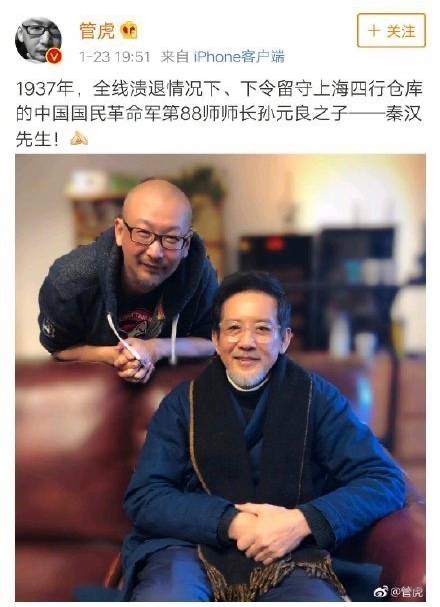 管虎
+关注
1-23 19:51 来自 iPhone客户端
1937年，全线溃退情况下、下令留守上海四行仓库
的中国国民革命军第88师师长孙元良之子——秦汉
先生！
@管虎